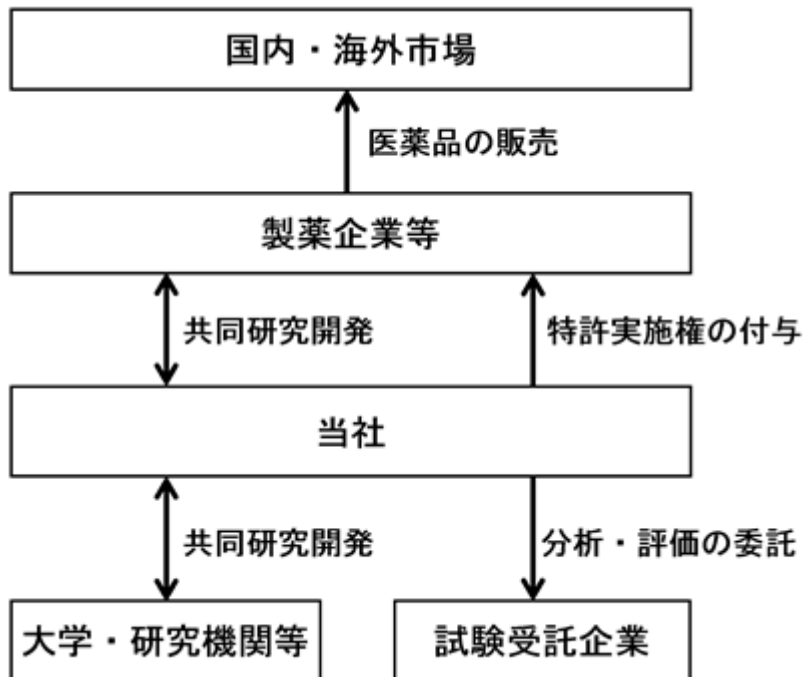 国内・海外市場
医薬品の販売
製薬企業等
共同研究開発
特許実施権の付与
当社
共同研究開発
分析・評価の委託
大学・研究機関等
試験受託企業